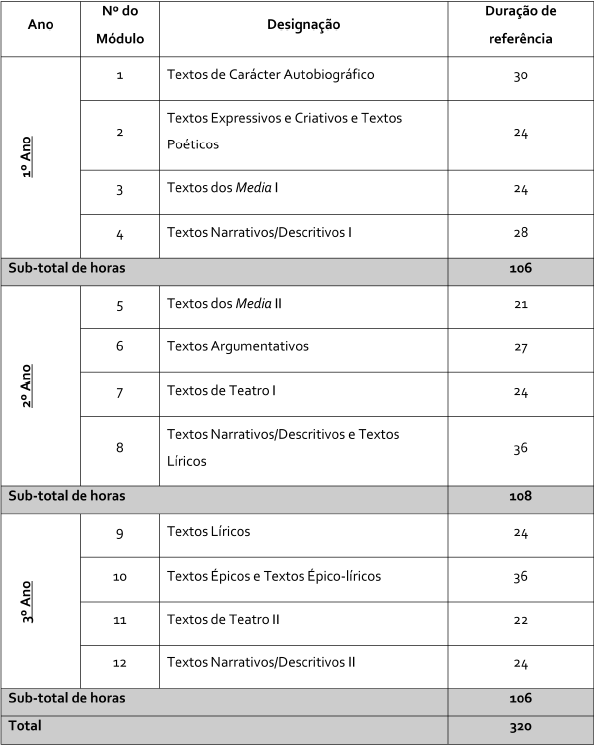 Ano Nº do Módulo Designação Duração de referência
1º Ano
1 Textos de Carácter Autobiográfico 30
2 Textos Expressivos e Criativos e Textos Poéticos 24
3 Textos dos Media I 24
4 Textos Narrativos/Descritivos I 28
Sub-total de horas 106
2º Ano
5 Textos dos Media II 21
6 Textos Argumentativos 27
7 Textos de Teatro I 24
8 Textos Narrativos/Descritivos e Textos Líricos 36
Sub-total de horas 108
3º Ano
9 Textos Líricos 24
10 Textos Épicos e Textos Épico-líricos 36
11 Textos de Teatro II 22
12 Textos Narrativos/Descritivos II 24
Sub-total de horas 106
Total 320